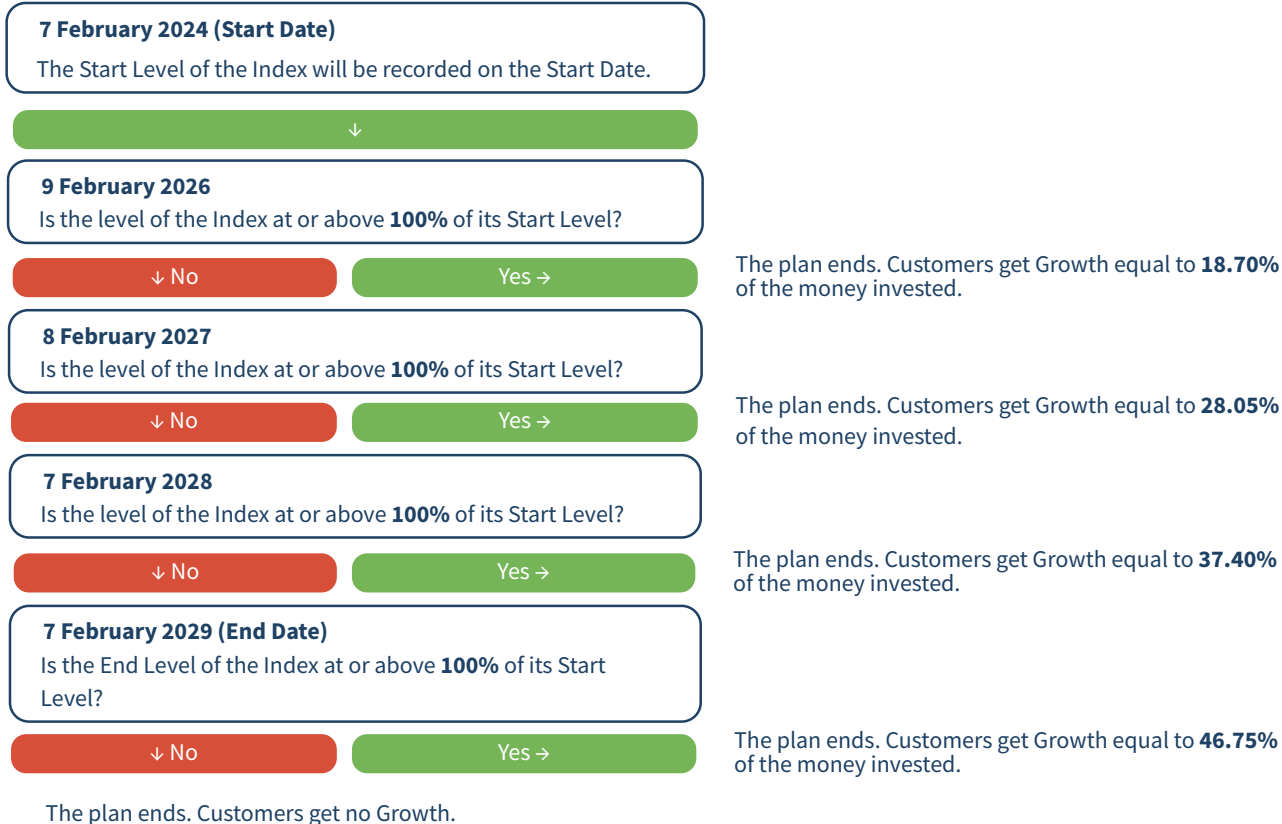 7 February 2024 (Start Date)
The Start Level of the Index will be recorded on the Start Date.
↓
9 February 2026
Is the level of the Index at or above 100% of its Start Level?
↓ No
Yes →
The plan ends. Customers get Growth equal to 18.70%
of the money invested.
8 February 2027
Is the level of the Index at or above 100% of its Start Level?
↓ No
Yes →
The plan ends. Customers get Growth equal to 28.05%
of the money invested.
7 February 2028
Is the level of the Index at or above 100% of its Start Level?
↓ No
Yes →
The plan ends. Customers get Growth equal to 37.40%
of the money invested.
7 February 2029 (End Date)
Is the End Level of the Index at or above 100% of its Start
Level?
↓ No
Yes →
The plan ends. Customers get Growth equal to 46.75%
of the money invested.
The plan ends. Customers get no Growth.